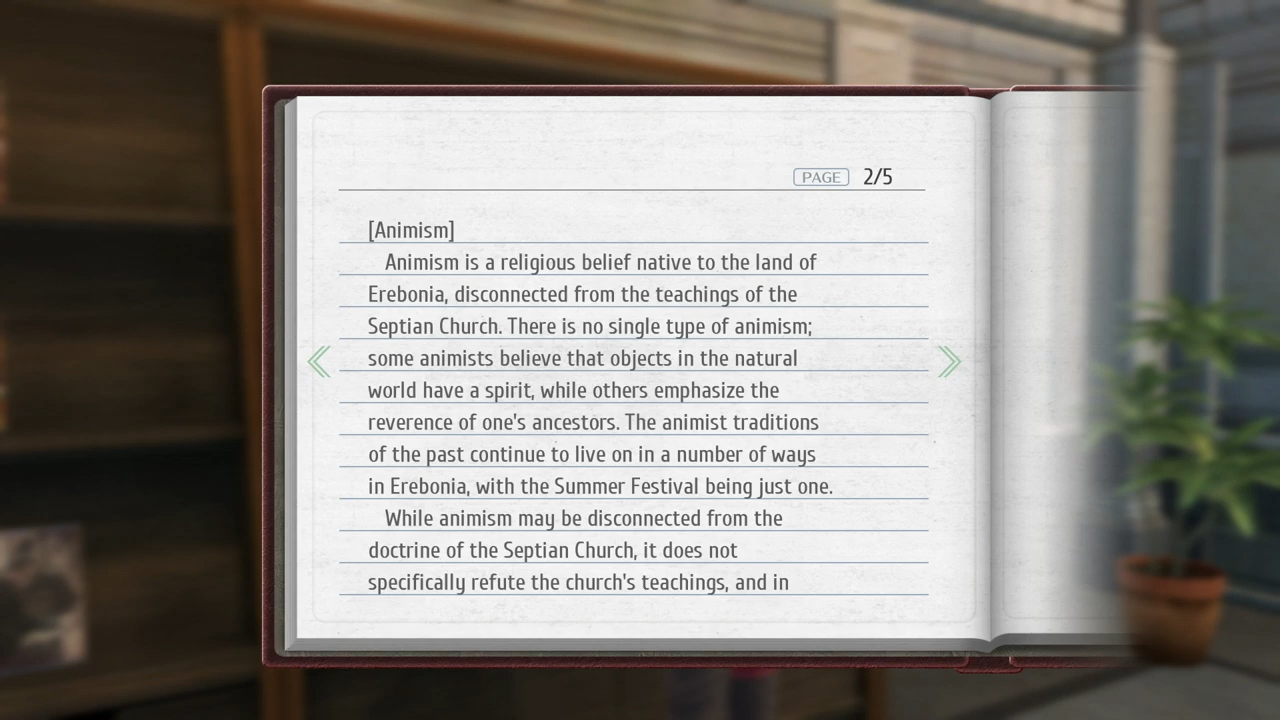 PAGE 2/5
[Animism]
Animism is a religious belief native to the land of
Erebonia, disconnected from the teachings of the
Septian Church. There is no single type of animism;
some animists believe that objects in the natural
world have a spirit, while others emphasize the
reverence of one's ancestors. The animist traditions
of the past continue to live on in a number of ways
in Erebonia, with the Summer Festival being just one.
While animism may be disconnected from the
doctrine of the Septian Church, it does not
specifically refute the church's teachings, and in